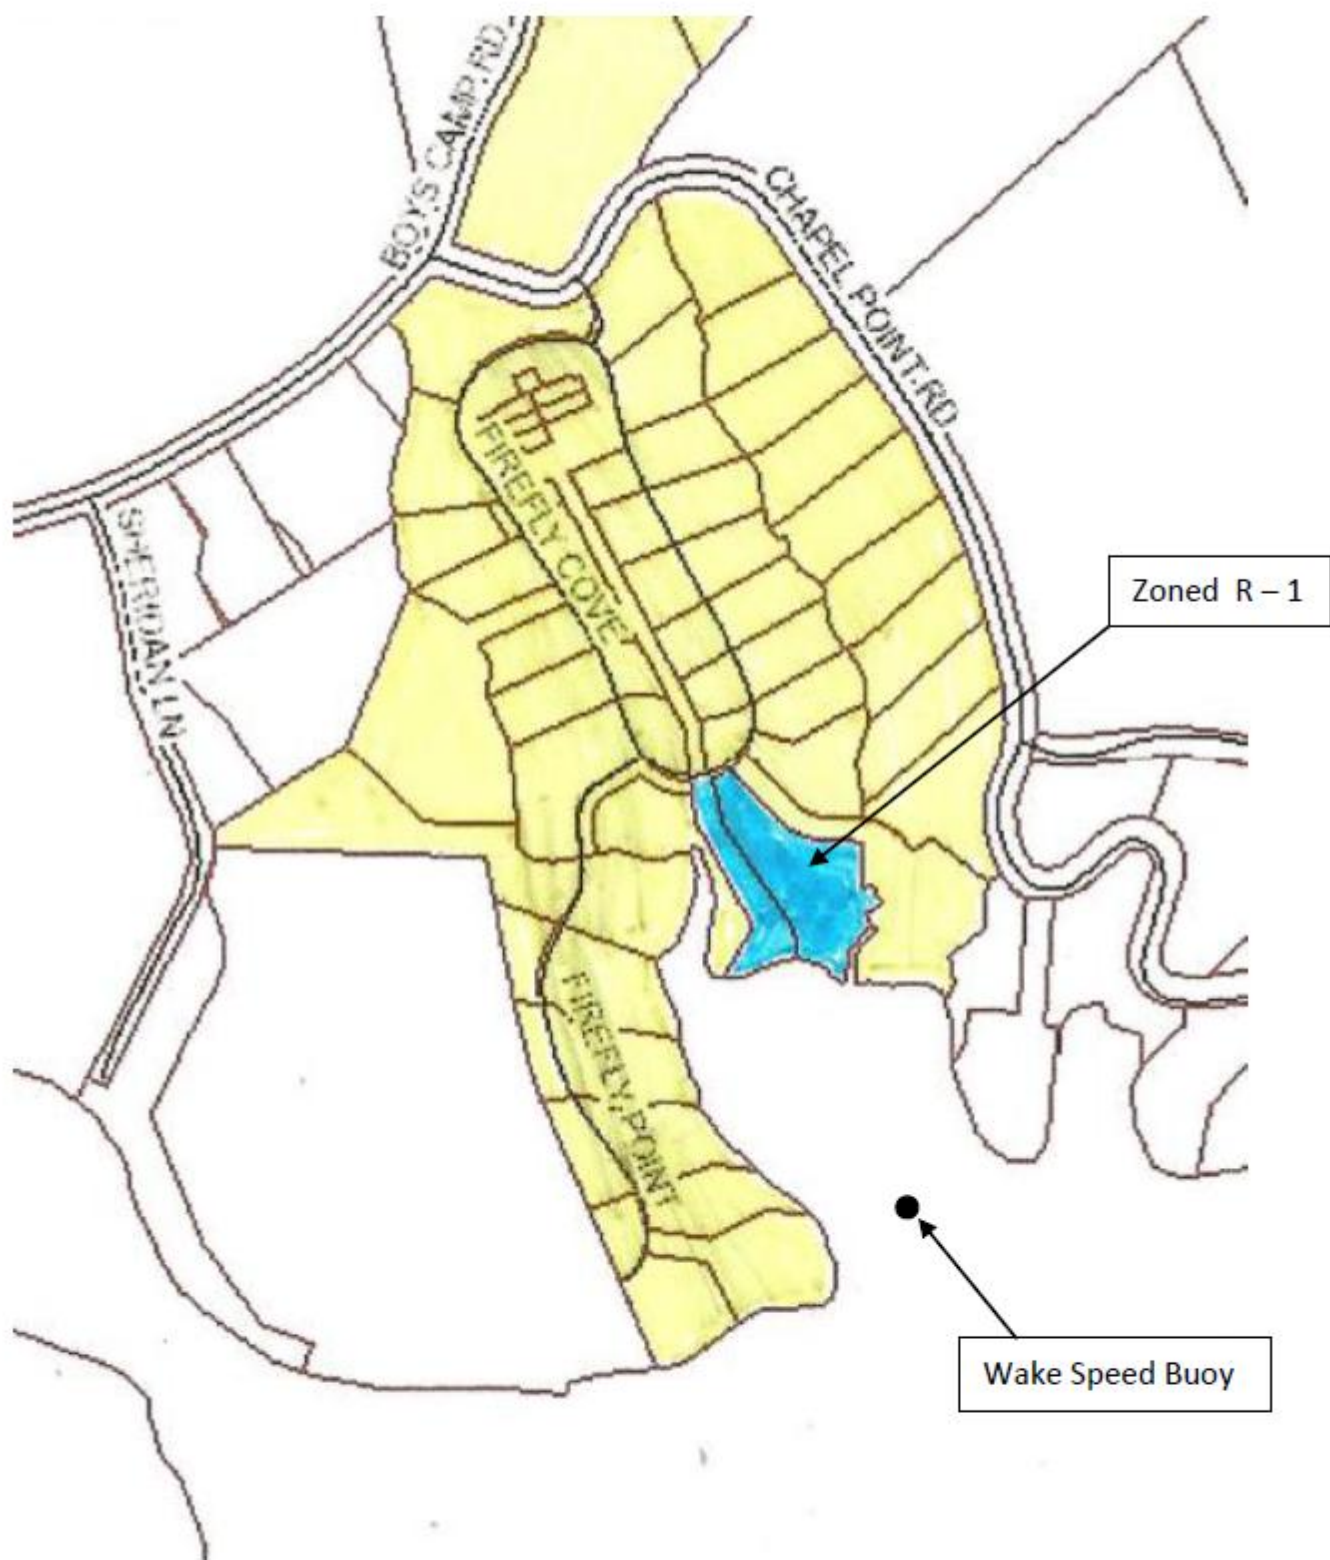 BOYS CAMP RD
CHAPEL POINT RD
FIREFLY COVE
SHERIDAN LN
Zoned R – 1
FIREFLY POINT
Wake Speed Buoy